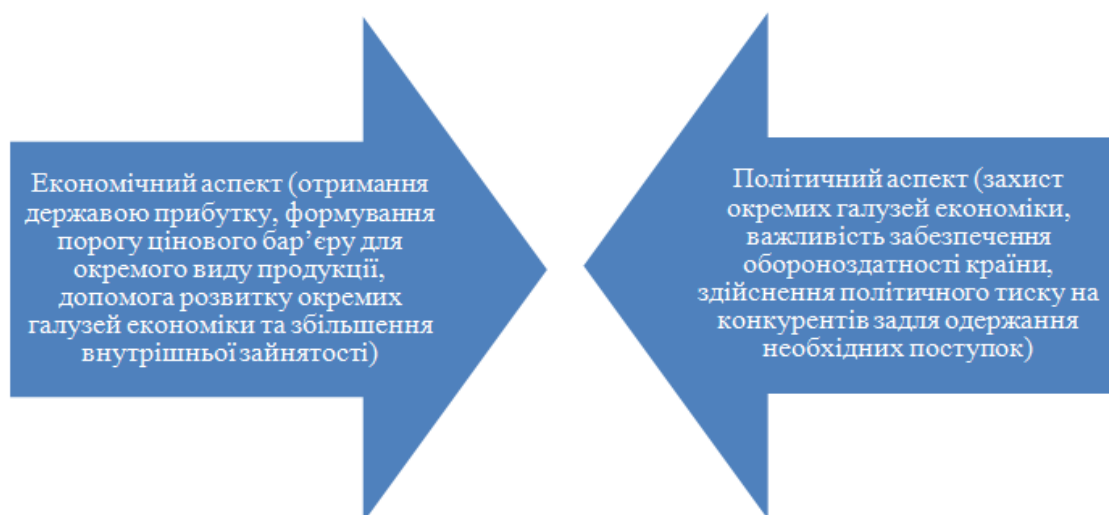 Економічний аспект (отримання
державою прибутку, формування
порогу цінового бар’єру для
окремого виду продукції,
допомога розвитку окремих
галузей економіки та збільшення
внутрішньої зайнятості)
Політичний аспект (захист
окремих галузей економіки,
важливість забезпечення
обороноздатності країни,
здійснення політичного тиску на
конкурентів задля одержання
необхідних поступок)